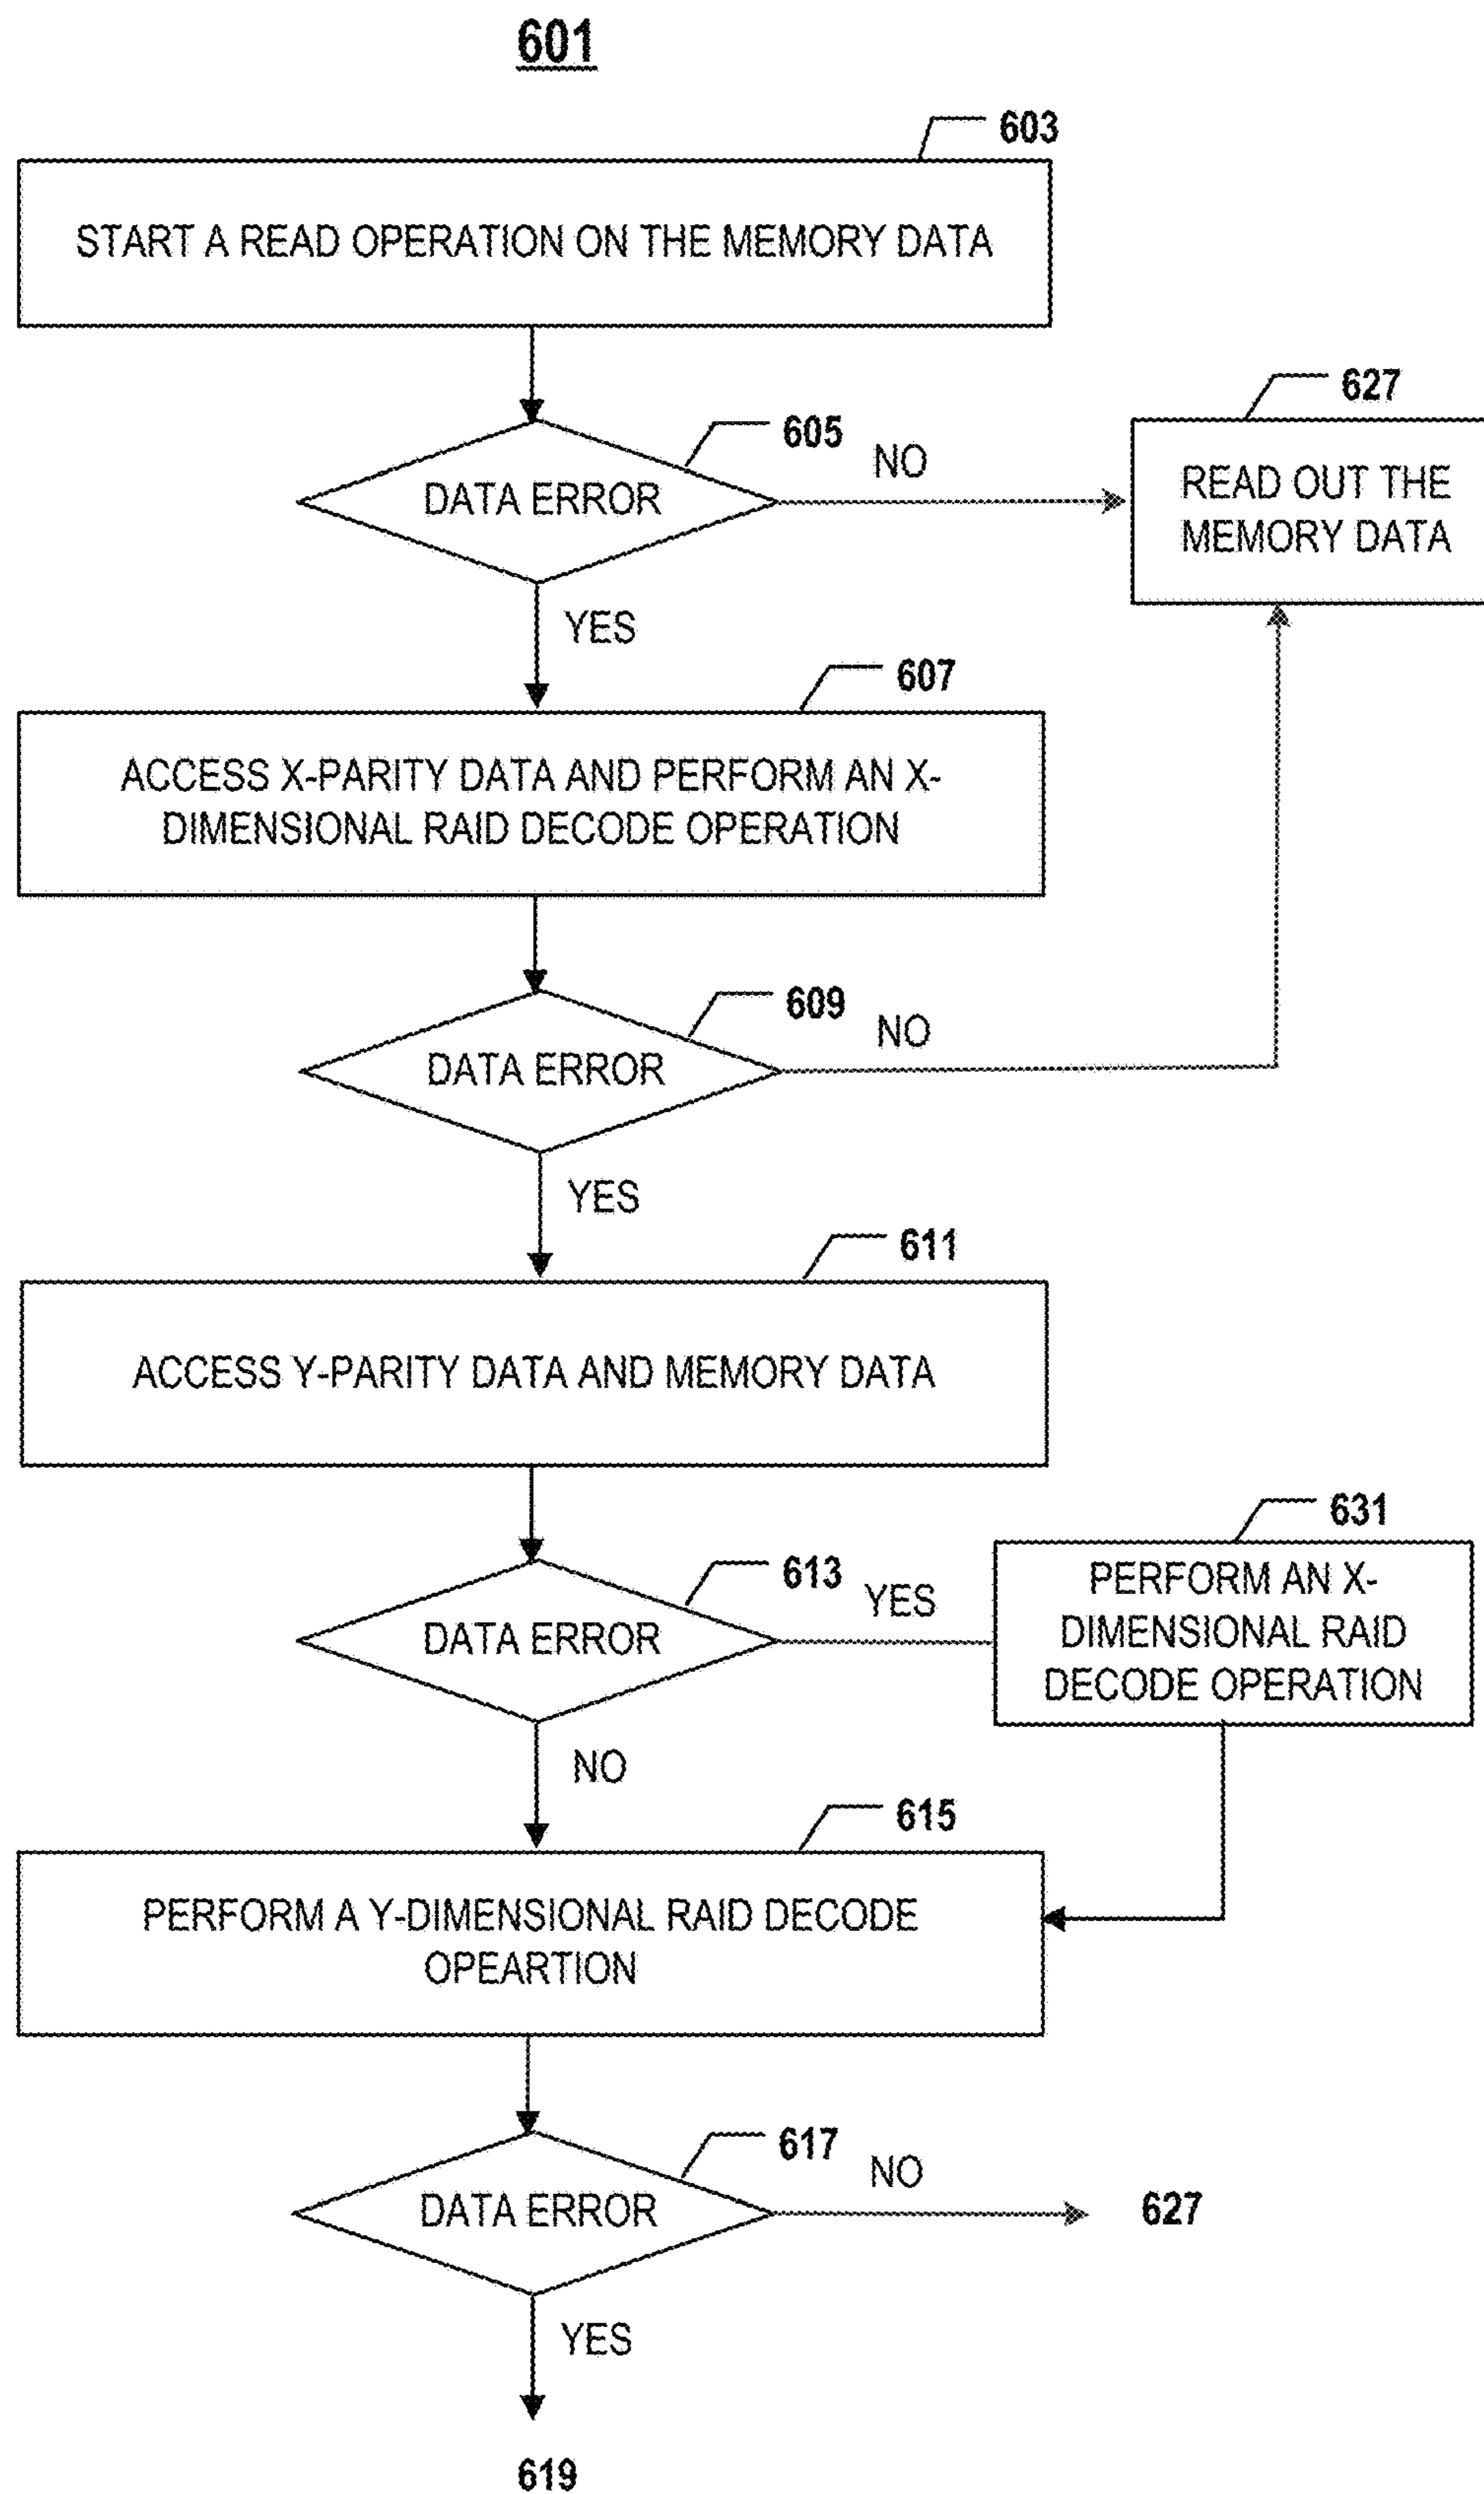 601
603
START A READ OPERATION ON THE MEMORY DATA
627
605
NO
DATA ERROR
READ OUT THE
MEMORY DATA
YES
607
ACCESS X-PARITY DATA AND PERFORM AN X-
DIMENSIONAL RAID DECODE OPERATION
609
NO
DATA ERROR
YES
611
ACCESS Y-PARITY DATA AND MEMORY DATA
631
613
YES
DATA ERROR
PERFORM AN X-
DIMENSIONAL RAID
DECODE OPERATION
NO
615
PERFORM A Y-DIMENSIONAL RAID DECODE
OPEARTION
617
NO
DATA ERROR
627
YES
619